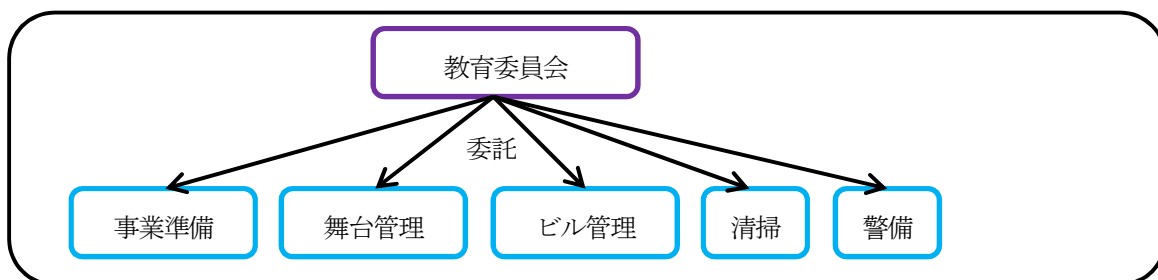 教育委員会
委託
事業準備
舞台管理
ビル管理
清掃
警備